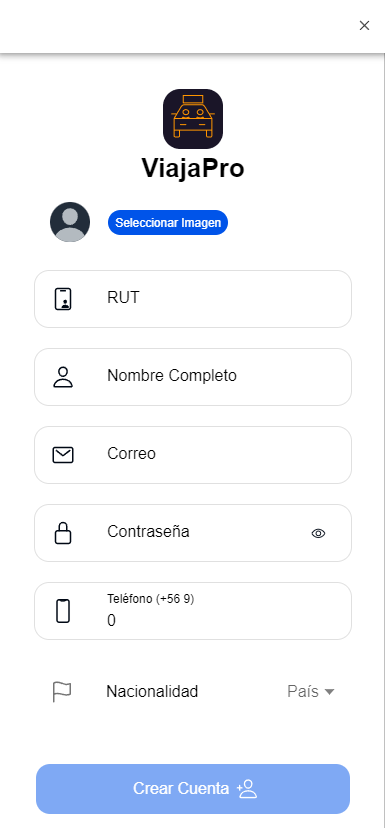 ViajaPro
Seleccionar Imagen
RUT
Nombre Completo
Correo
Contraseña
Teléfono (+56 9)
0
Nacionalidad País
Crear Cuenta